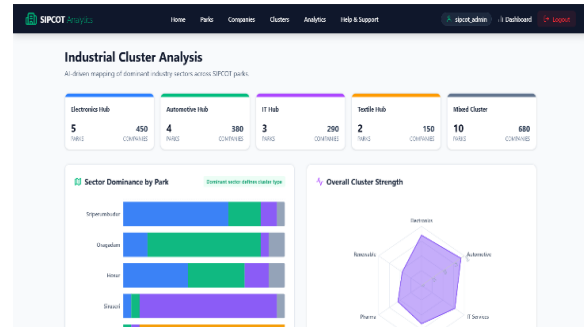 SIPCOT Analytics
Home
Parks
Companies
Clusters
Analytics
Help & Support
sipcot_admin
Dashboard
Logout
Industrial Cluster Analysis
AI-driven mapping of dominant industry sectors across SIPCOT parks.
Electronics Hub
5 450
PARKS COMPANIES
Automotive Hub
4 380
PARKS COMPANIES
IT Hub
3 290
PARKS COMPANIES
Textile Hub
2 150
PARKS COMPANIES
Mixed Cluster
10 680
PARKS COMPANIES
Sector Dominance by Park
Dominant sector defines cluster type
Sriperumbudur
Oragadam
Hosur
Siruseri
Overall Cluster Strength
Electronics
Automotive
IT Services
Pharma
Renewable